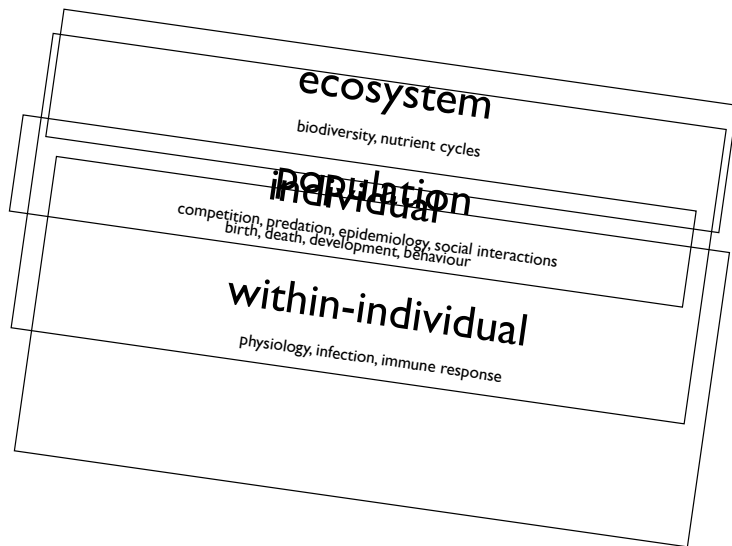 ecosystem
biodiversity, nutrient cycles
population
individual
competition, predation, epidemiology, social interactions
birth, death, development, behaviour
within-individual
physiology, infection, immune response